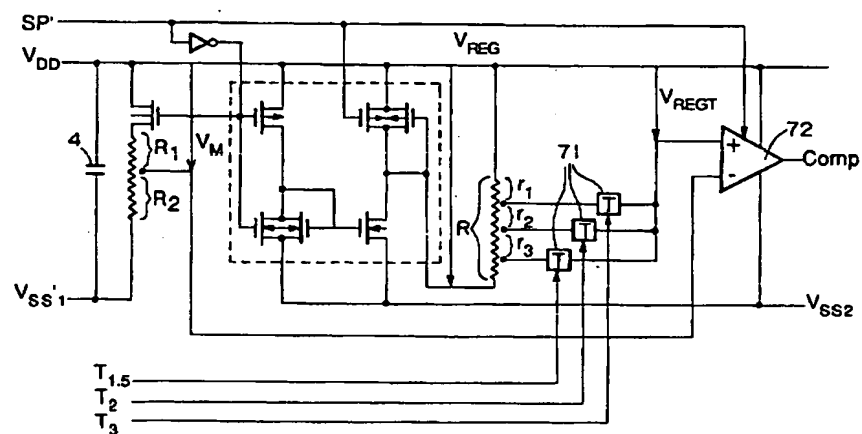 SP'
V_REG
V_DD
V_REGT
4
R_1
V_M
71
72
+
Comp
-
R_2
R
r_1
r_2
r_3
T
T
T
V_SS'1
V_SS2
T_1.5
T_2
T_3